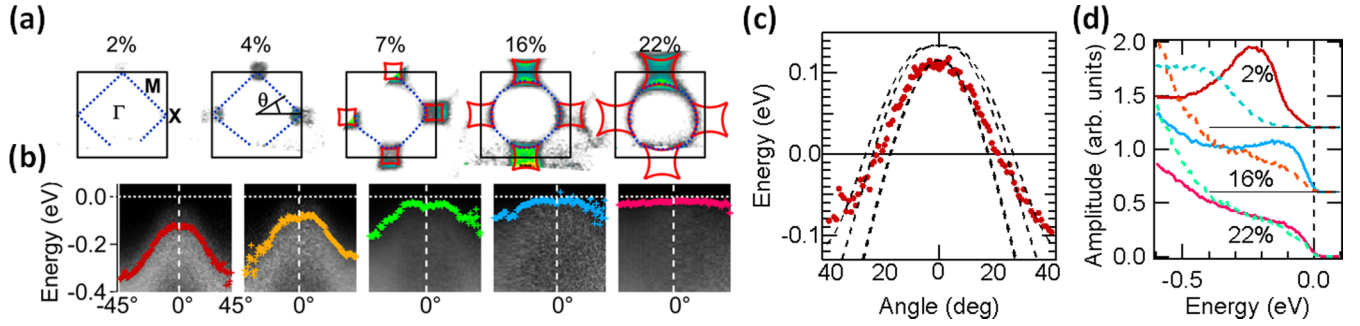 (a)
2% 4% 7% 16% 22%
M
Γ X
θ
(b)
Energy (eV)
0.0
-0.2
-0.4
-45° 0° 45° 0° 0° 0° 0°
(c)
Energy (eV)
0.1
0.0
-0.1
40 20 0 20 40
Angle (deg)
(d)
Amplitude (arb. units)
2.0
1.5
1.0
0.5
0.0
2%
16%
22%
-0.5 0.0
Energy (eV)